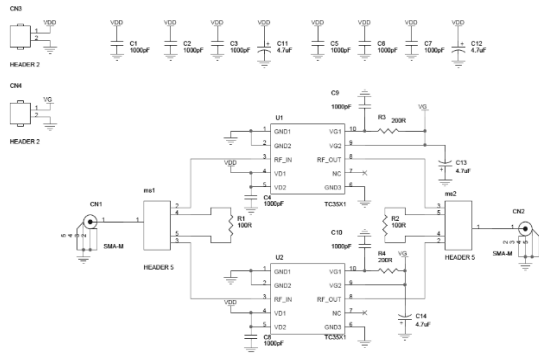 CN3
VDD
1
2
HEADER 2
VDD
C1
1000pF
VDD
C2
1000pF
VDD
C3
1000pF
VDD
C11
4.7uF
VDD
C5
1000pF
VDD
C6
1000pF
VDD
C7
1000pF
VDD
C12
4.7uF
CN4
VG
1
2
HEADER 2
U1
1 GND1 VG1 10
2 GND2 VG2 9
3 RF_IN RF_OUT 8
4 VD1 NC 7
5 VD2 GND3 6
TC35X1
C9
1000pF
R3
200R
VG
C13
4.7uF
VDD
C4
1000pF
CN1
1
5 4 3 2
SMA-M
ms1
1
2
4
5
3
HEADER 5
R1
100R
R2
100R
ms2
3
5
4
2
1
HEADER 5
CN2
1
SMA-M
U2
1 GND1 VG1 10
2 GND2 VG2 9
3 RF_IN RF_OUT 8
4 VD1 NC 7
5 VD2 GND3 6
TC35X1
C10
1000pF
R4
200R
VG
C14
4.7uF
VDD
C8
1000pF